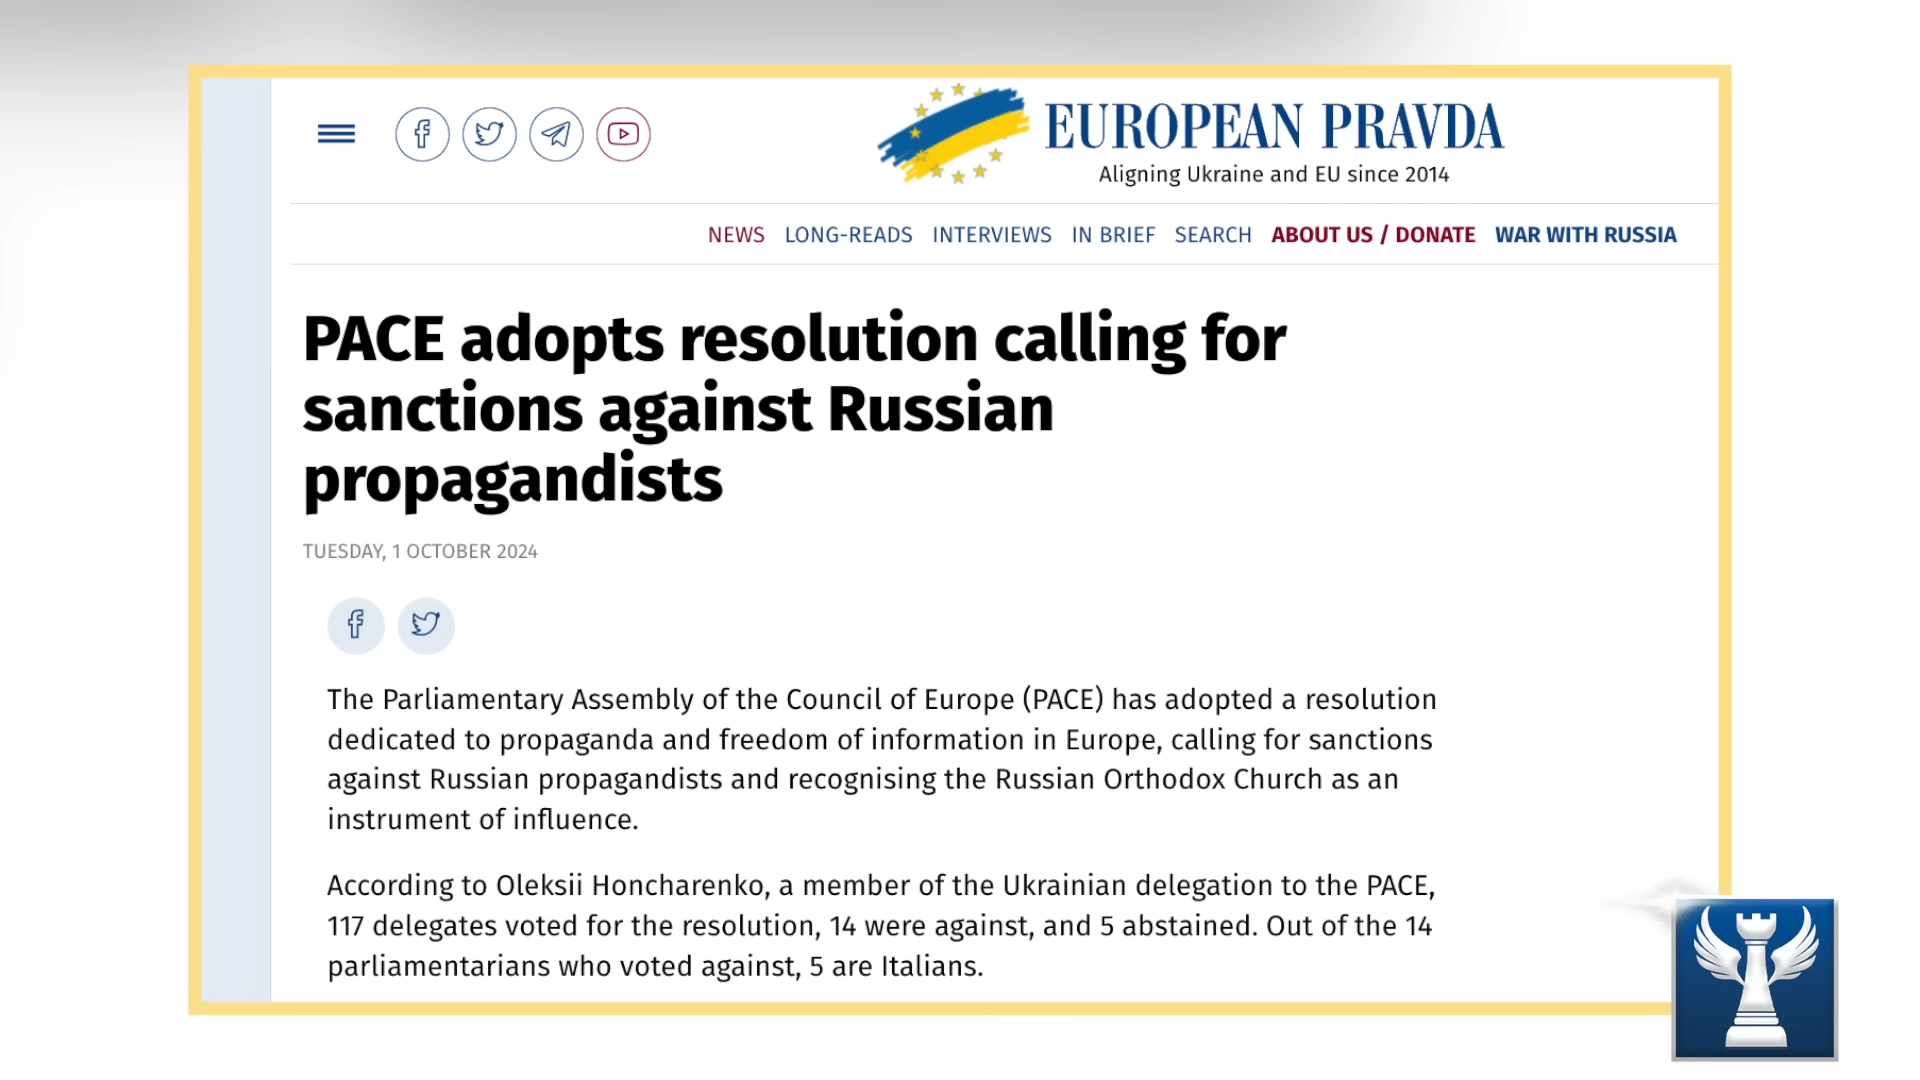 EUROPEAN PRAVDA
Aligning Ukraine and EU since 2014
NEWS LONG-READS INTERVIEWS IN BRIEF SEARCH ABOUT US / DONATE WAR WITH RUSSIA
PACE adopts resolution calling for
sanctions against Russian
propagandists
TUESDAY, 1 OCTOBER 2024
The Parliamentary Assembly of the Council of Europe (PACE) has adopted a resolution
dedicated to propaganda and freedom of information in Europe, calling for sanctions
against Russian propagandists and recognising the Russian Orthodox Church as an
instrument of influence.
According to Oleksii Honcharenko, a member of the Ukrainian delegation to the PACE,
117 delegates voted for the resolution, 14 were against, and 5 abstained. Out of the 14
parliamentarians who voted against, 5 are Italians.